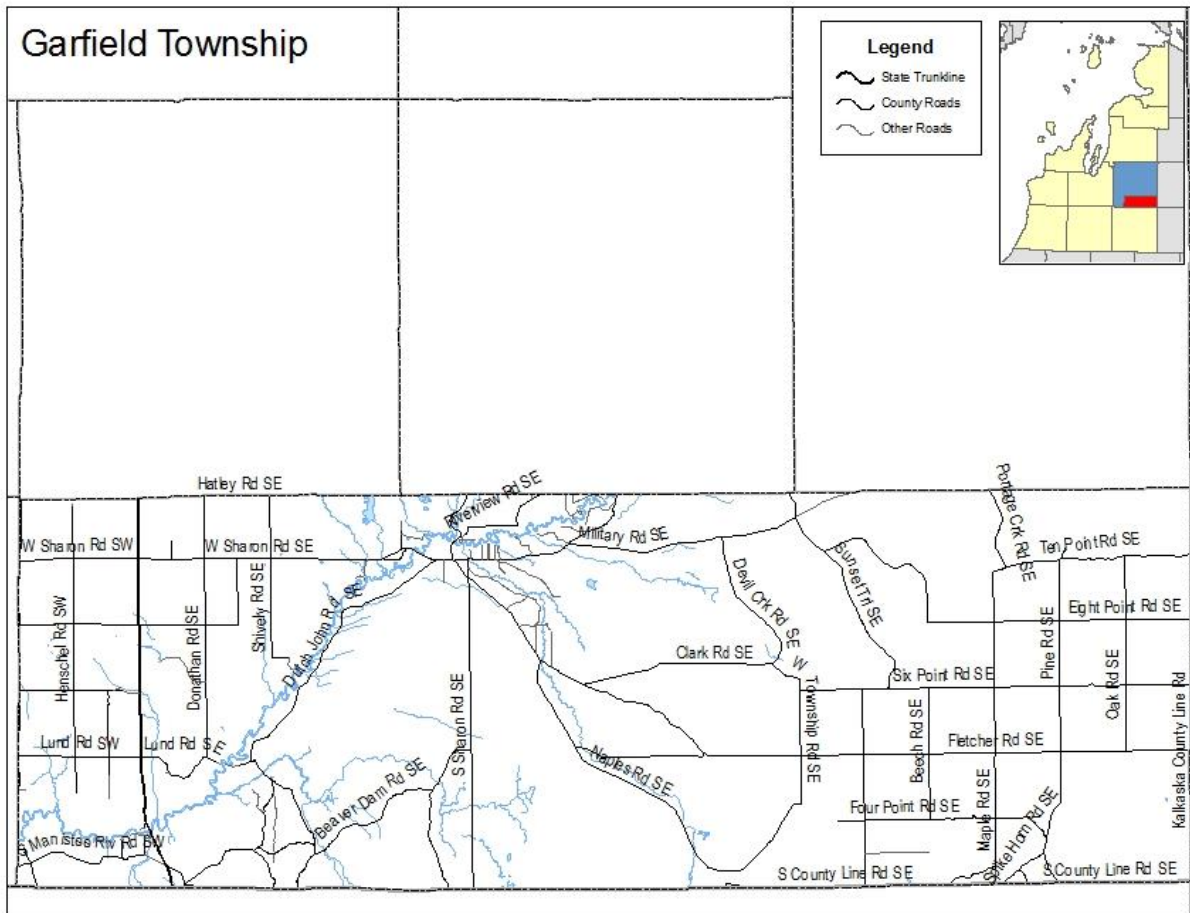 Garfield Township
Legend
State Trunkline
County Roads
Other Roads
Hatley Rd SE
Riverview Rd SE
Portage Crk Rd SE
W Sharon Rd SW
W Sharon Rd SE
Military Rd SE
Ten Point Rd SE
Sunset Trl SE
Devil Crk Rd SE
Shively Rd SE
Dutch John Rd SE
Henschel Rd SW
Donathan Rd SE
Eight Point Rd SE
Pine Rd SE
Clark Rd SE
W Township Rd SE
Six Point Rd SE
Oak Rd SE
Kalkaska County Line Rd
S Sharon Rd SE
Beech Rd SE
Lund Rd SW
Lund Rd SE
Fletcher Rd SE
Naples Rd SE
Beaver Dam Rd SE
Four Point Rd SE
Maple Rd SE
Spike Horn Rd SE
S Manistee Riv Rd SW
S County Line Rd SE
S County Line Rd SE